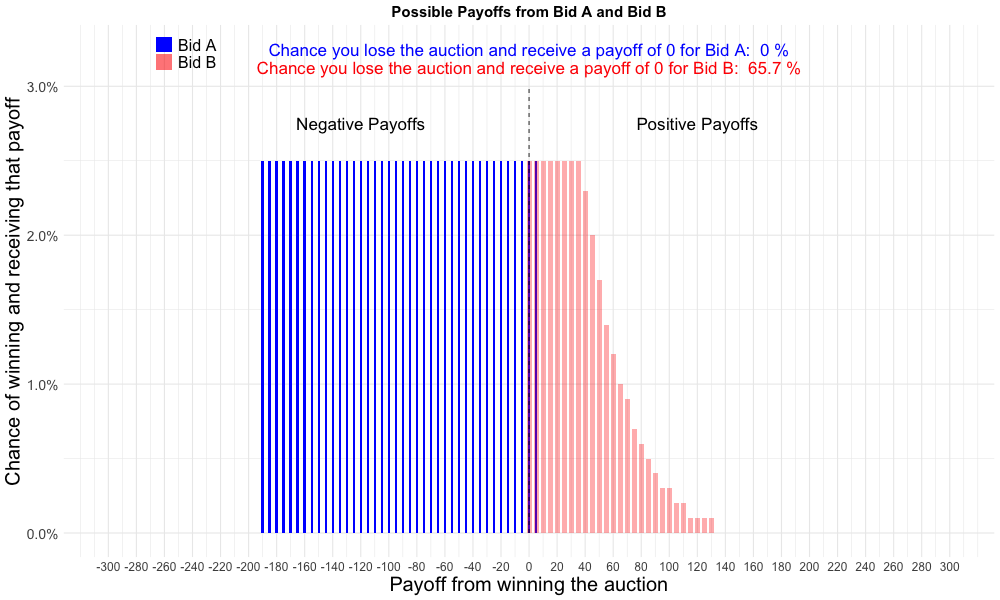 Possible Payoffs from Bid A and Bid B
Bid A
Bid B
Chance you lose the auction and receive a payoff of 0 for Bid A: 0 %
Chance you lose the auction and receive a payoff of 0 for Bid B: 65.7 %
Negative Payoffs
Positive Payoffs
Chance of winning and receiving that payoff
3.0%
2.0%
1.0%
0.0%
-300 -280 -260 -240 -220 -200 -180 -160 -140 -120 -100 -80 -60 -40 -20 0 20 40 60 80 100 120 140 160 180 200 220 240 260 280 300
Payoff from winning the auction